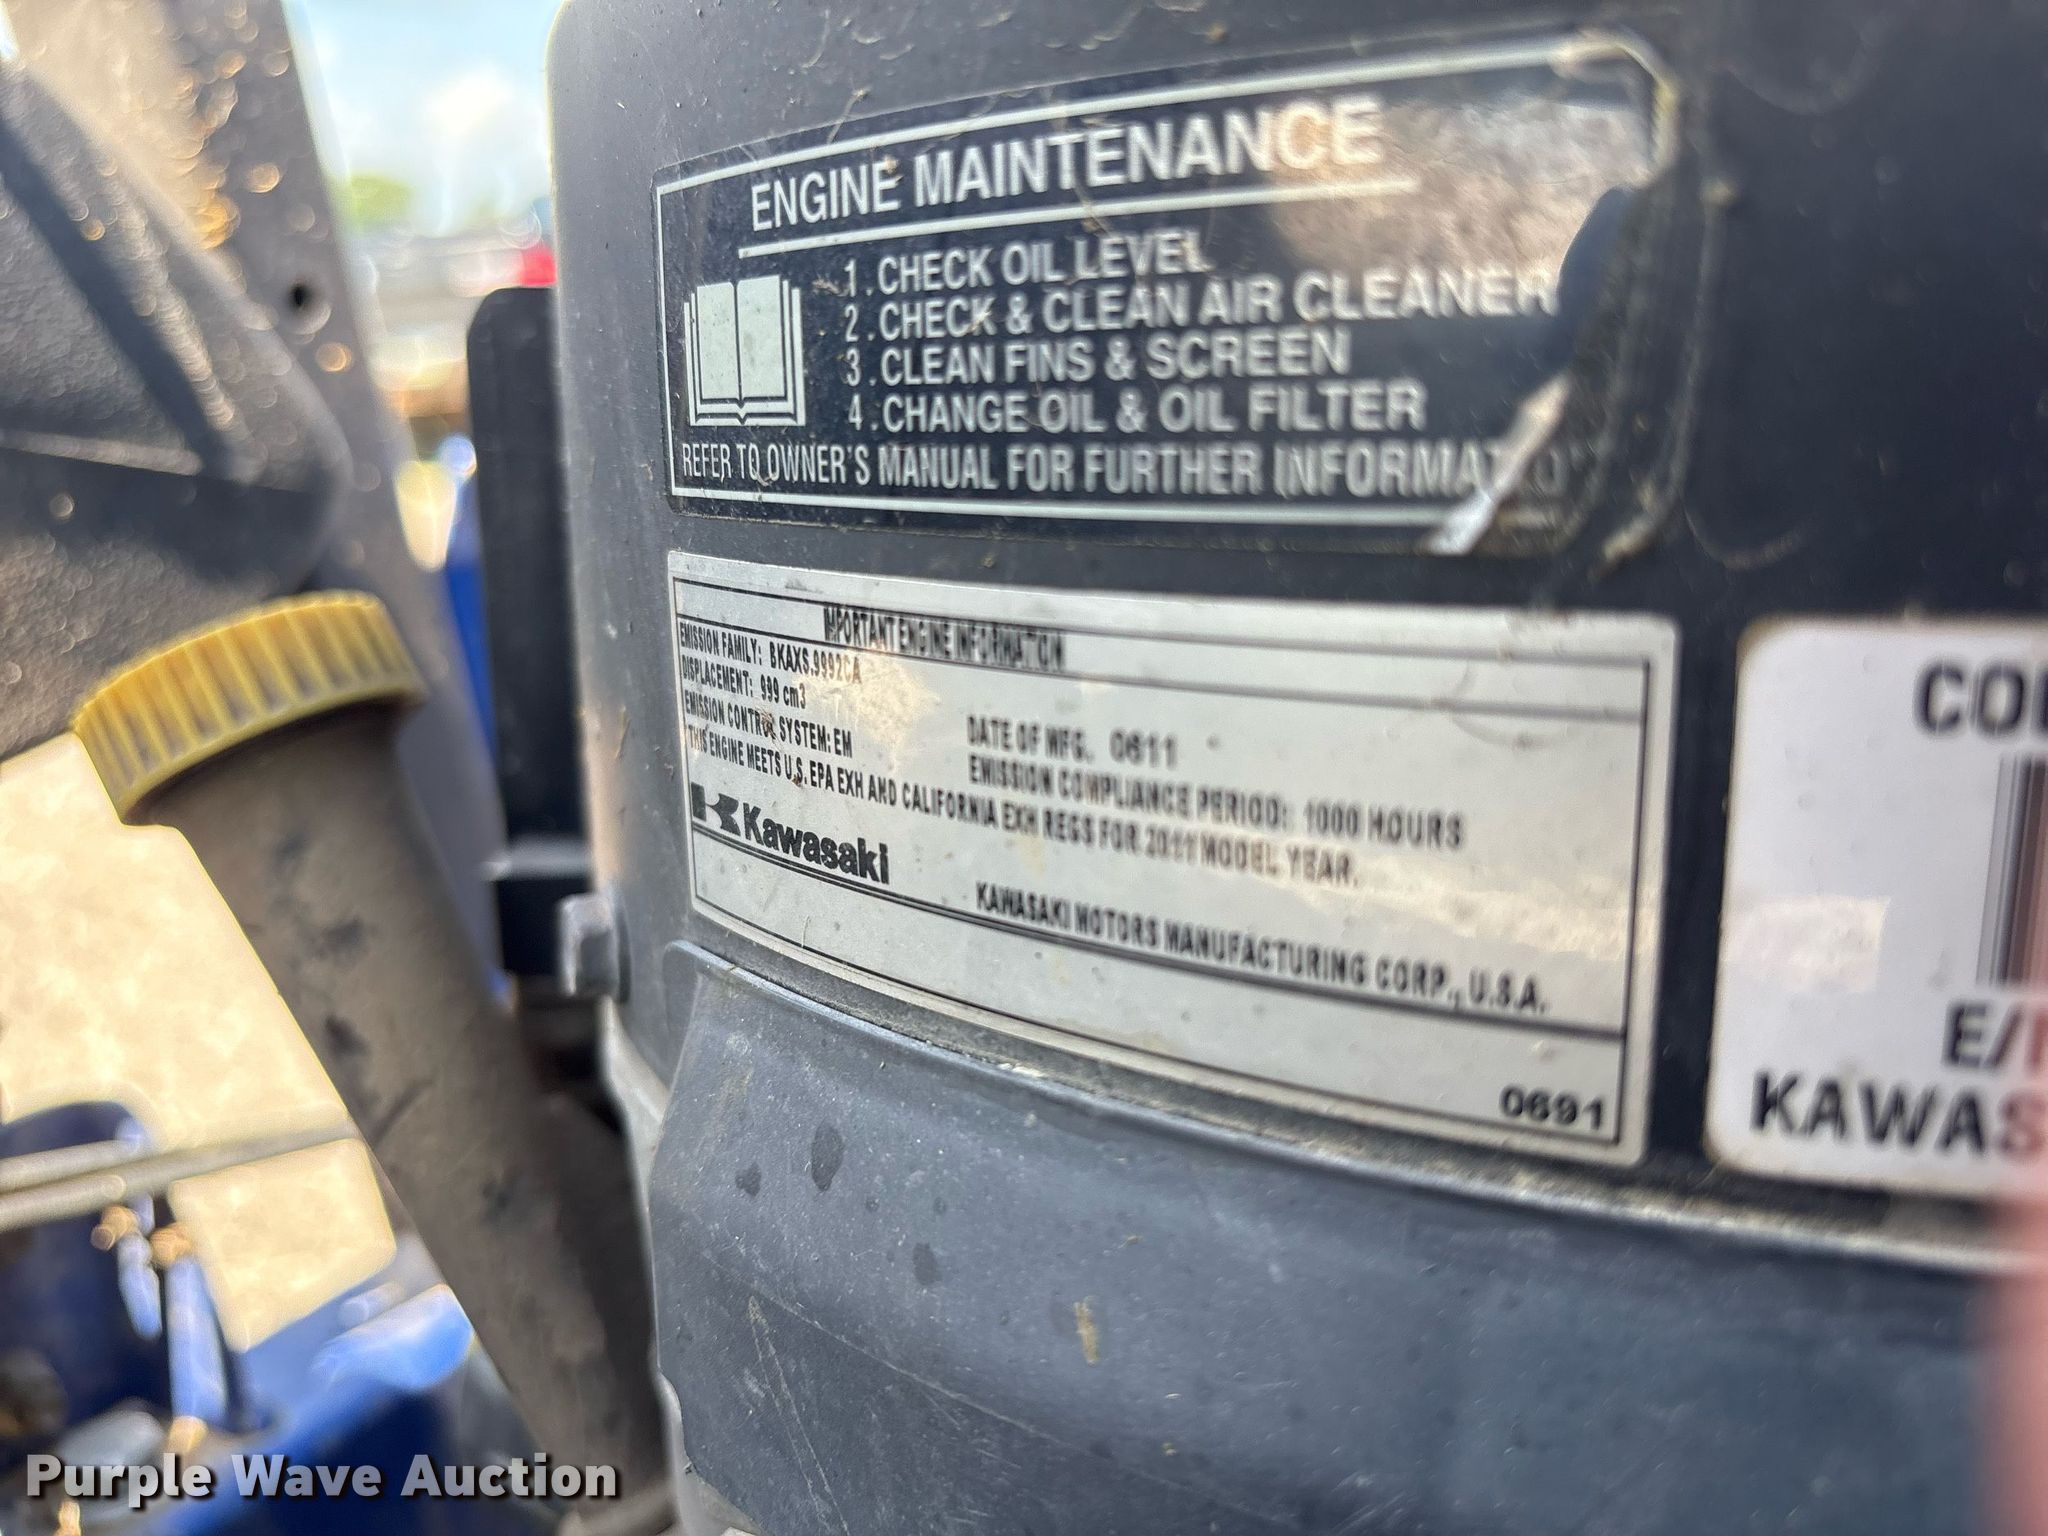 ENGINE MAINTENANCE
1. CHECK OIL LEVEL
2. CHECK & CLEAN AIR CLEANER
3. CLEAN FINS & SCREEN
4. CHANGE OIL & OIL FILTER
REFER TO OWNER'S MANUAL FOR FURTHER INFORMATIO
IMPORTANT ENGINE INFORMATION
EMISSION FAMILY: BKAXS.9992CA
DISPLACEMENT: 999 cm3
EMISSION CONTROL SYSTEM: EM
DATE OF MFG. 0611
EMISSION COMPLIANCE PERIOD: 1000 HOURS
THIS ENGINE MEETS U.S. EPA EXH AND CALIFORNIA EXH REGS FOR 2011 MODEL YEAR.
Kawasaki
KAWASAKI MOTORS MANUFACTURING CORP., U.S.A.
0691
E/
KAWAS
Purple Wave Auction